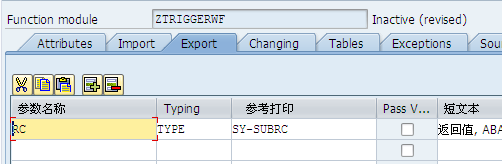 Function module ZTRIGGERWF Inactive (revised)
Attributes Import Export Changing Tables Exceptions Sou
参数名称 Typing 参考打印 Pass V... 短文本
RC TYPE SY-SUBRC 返回值, ABA